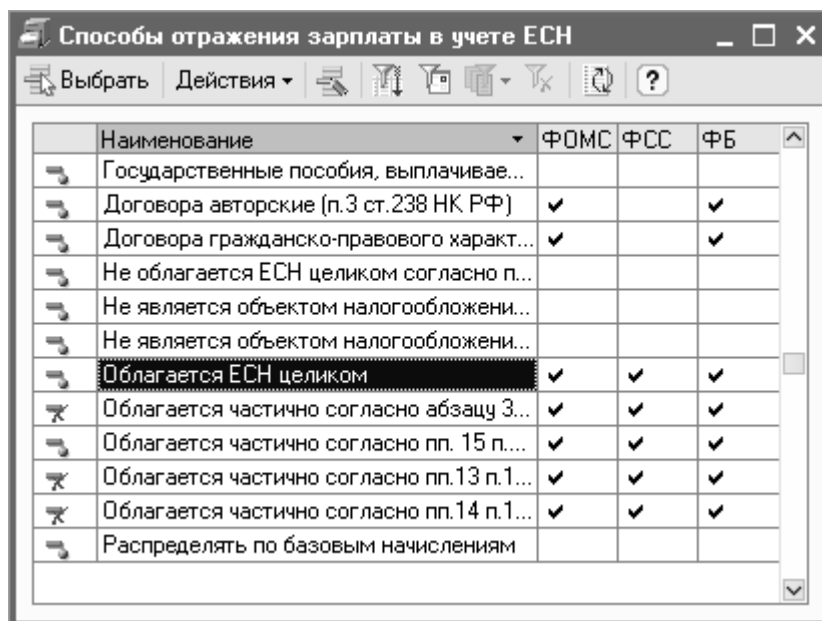 Способы отражения зарплаты в учете ЕСН
Выбрать Действия ?
Наименование ФОМС ФСС ФБ
Государственные пособия, выплачивае...
Договора авторские (п.3 ст.238 НК РФ)
Договора гражданско-правового характ...
Не облагается ЕСН целиком согласно п...
Не является объектом налогообложени...
Не является объектом налогообложени...
Облагается ЕСН целиком
Облагается частично согласно абзацу 3...
Облагается частично согласно пп. 15 п....
Облагается частично согласно пп.13 п.1...
Облагается частично согласно пп.14 п.1...
Распределять по базовым начислениям